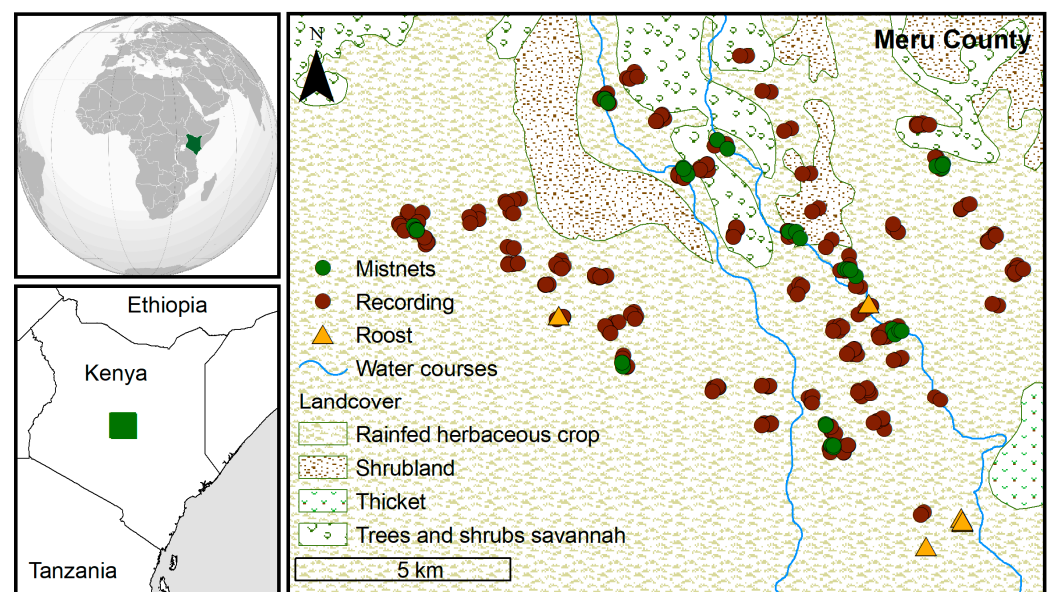 Meru County
N
Mistnets
Recording
Roost
Water courses
Landcover
Rainfed herbaceous crop
Shrubland
Thicket
Trees and shrubs savannah
5 km
Ethiopia
Kenya
Tanzania